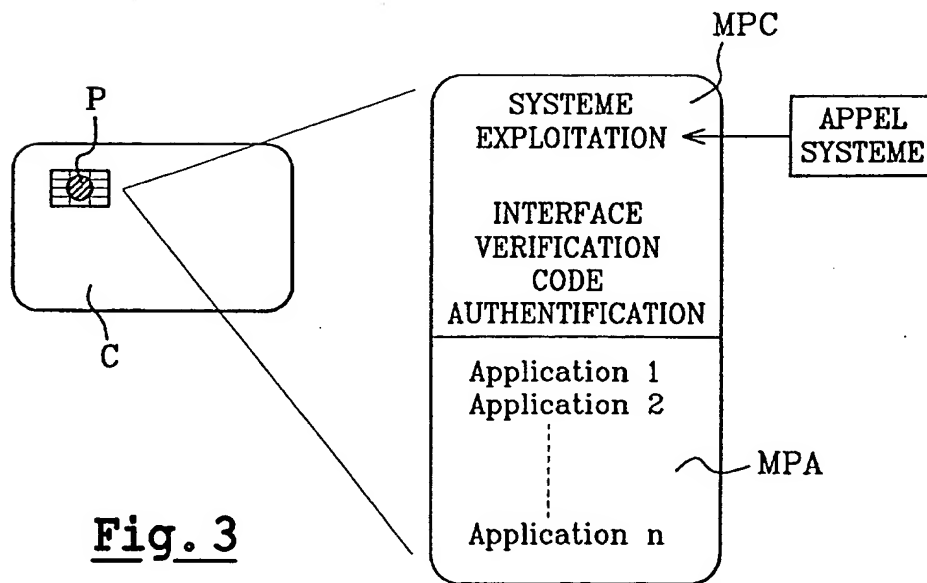 MPC
P
SYSTEME
EXPLOITATION
APPEL
SYSTEME
INTERFACE
VERIFICATION
CODE
AUTHENTIFICATION
C
Application 1
Application 2
MPA
Application n
Fig. 3